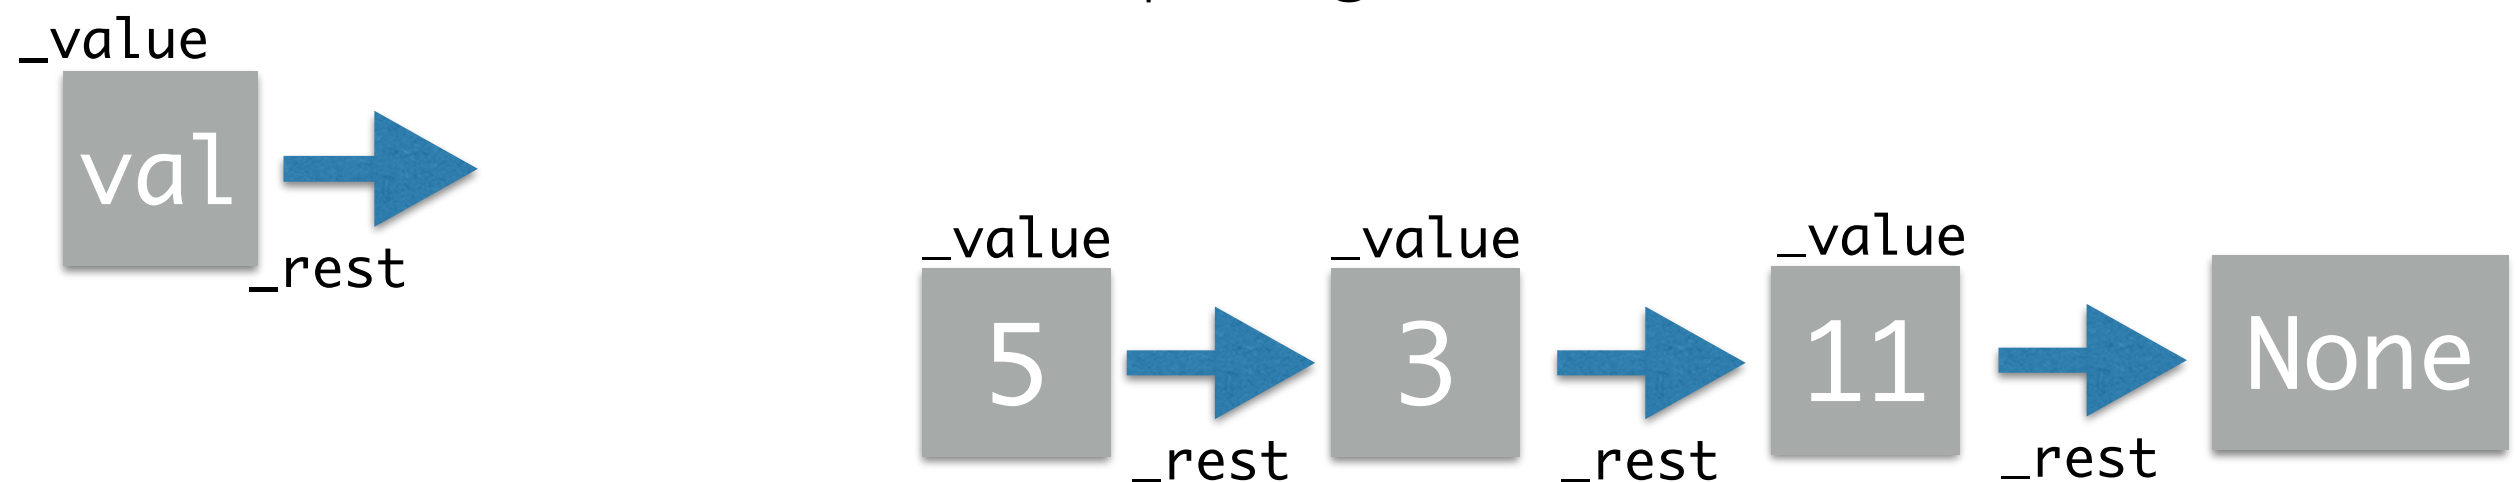 _value
val
_rest
_value _value _value
5 3 11 None
_rest _rest _rest